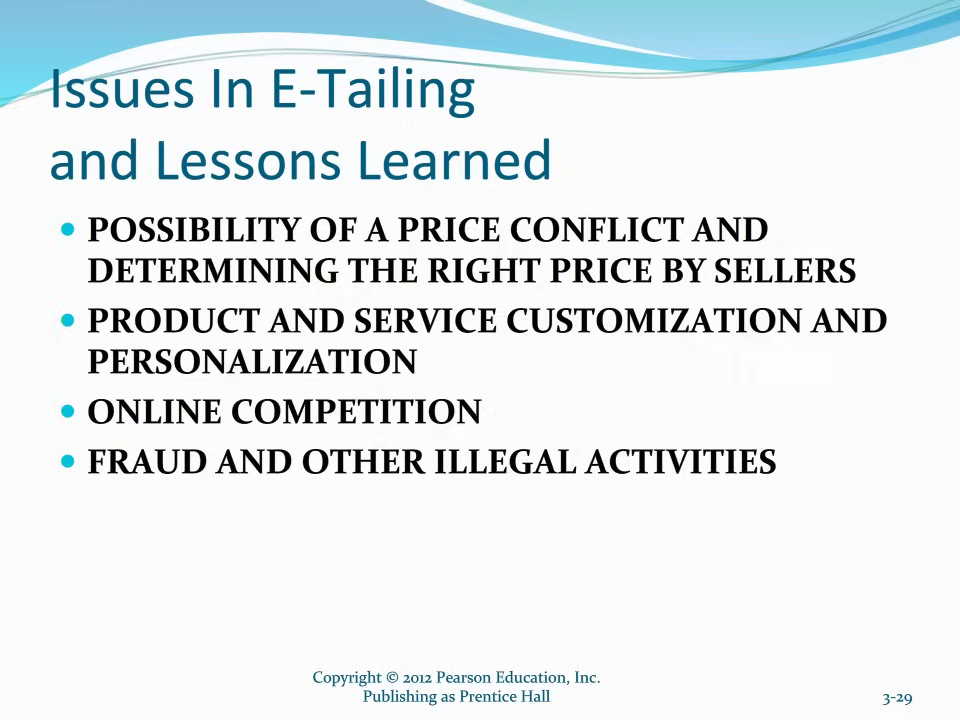 Issues In E-Tailing
and Lessons Learned
• POSSIBILITY OF A PRICE CONFLICT AND
DETERMINING THE RIGHT PRICE BY SELLERS
• PRODUCT AND SERVICE CUSTOMIZATION AND
PERSONALIZATION
• ONLINE COMPETITION
• FRAUD AND OTHER ILLEGAL ACTIVITIES
Copyright © 2012 Pearson Education, Inc.
Publishing as Prentice Hall
3-29